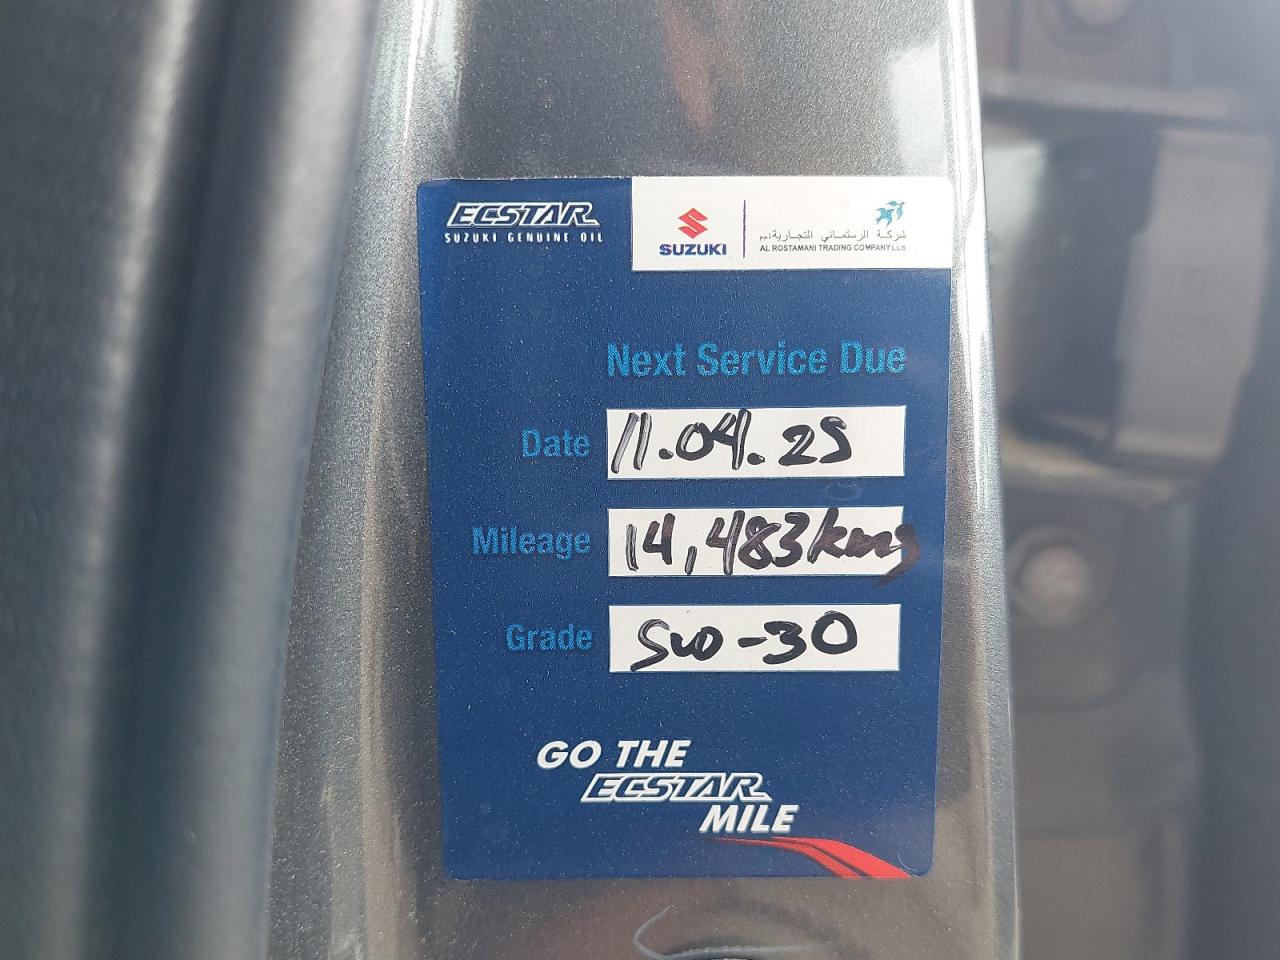 ECSTAR
SUZUKI GENUINE OIL
SUZUKI
شركة الرستماني التجارية ذ.م.م
AL ROSTAMANI TRADING COMPANY LLC
Next Service Due
Date 11.04.25
Mileage 14,483kms
Grade 5W-30
GO THE
ECSTAR
MILE